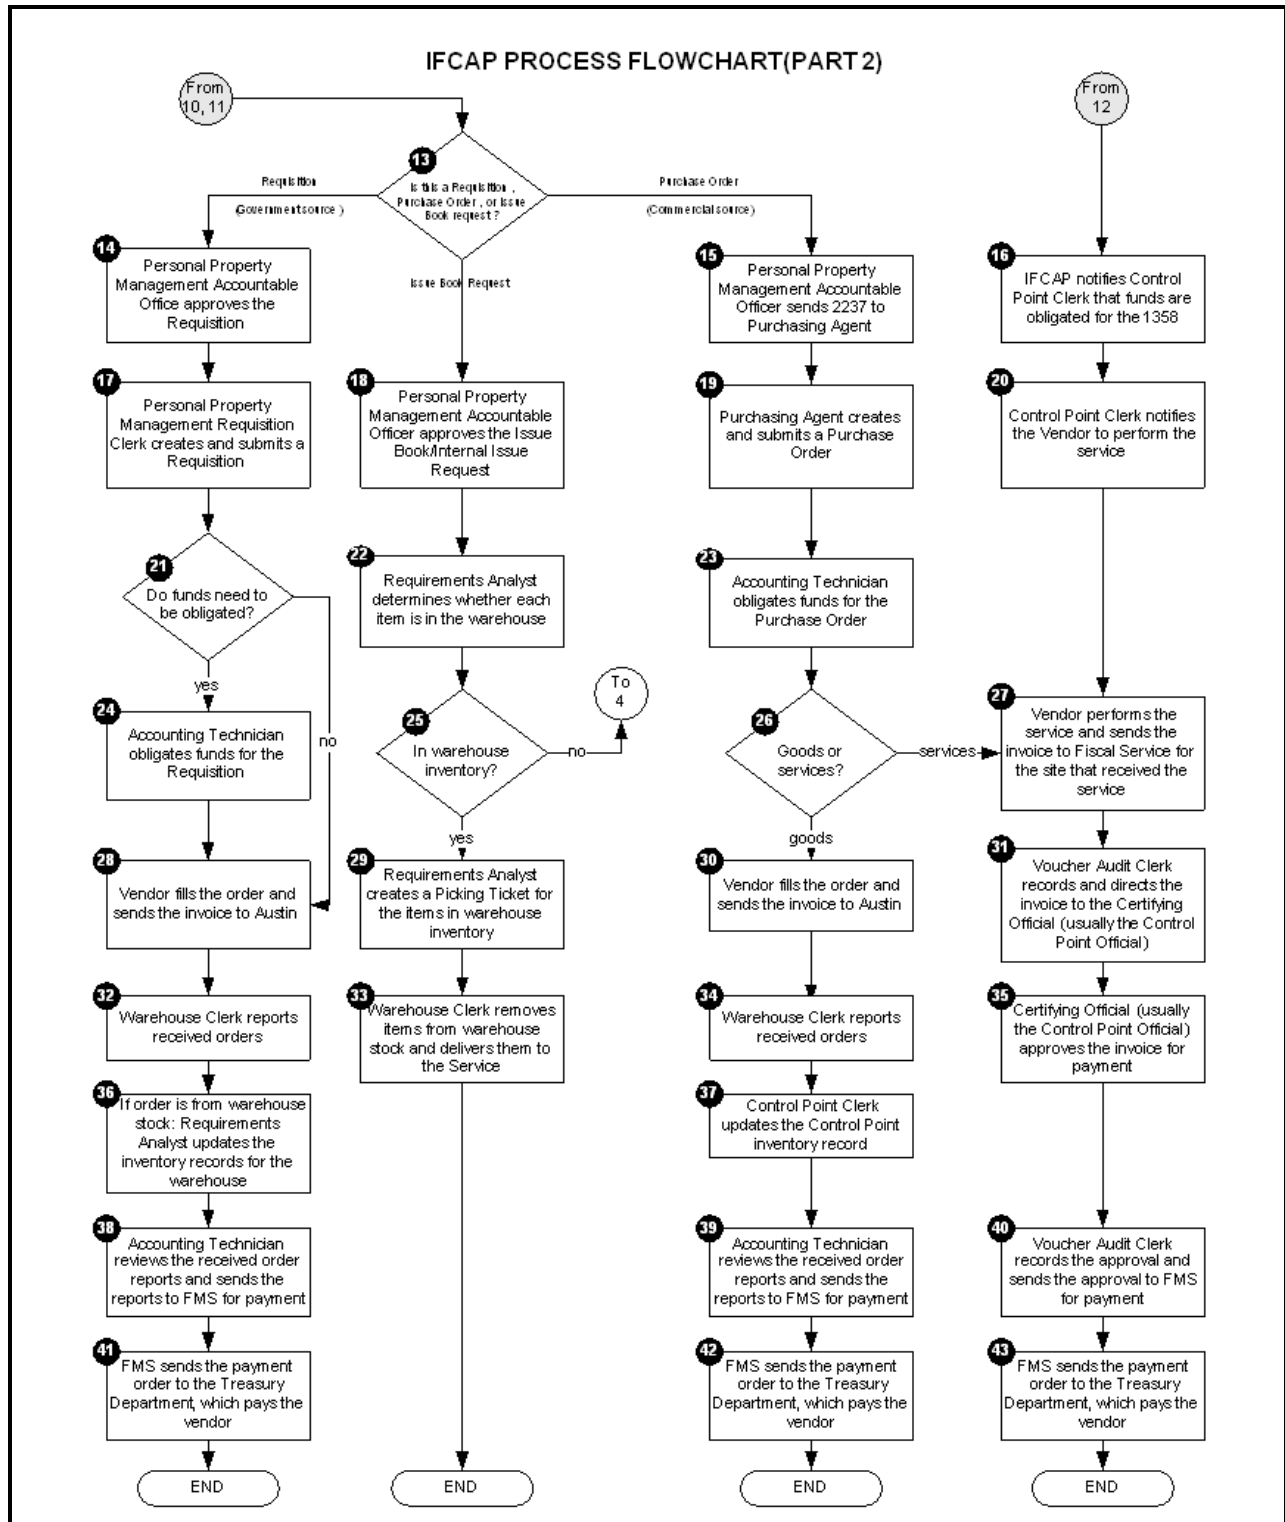 IFCAP PROCESS FLOWCHART(PART 2)
From
10, 11
From
12
13
Is this a Requisition,
Purchase Order, or Issue
Book request?
Requisition
(Government source)
Purchase Order
(Commercial source)
Issue Book Request
14
Personal Property
Management Accountable
Office approves the
Requisition
15
Personal Property
Management Accountable
Officer sends 2237 to
Purchasing Agent
16
IFCAP notifies Control
Point Clerk that funds are
obligated for the 1358
17
Personal Property
Management Requisition
Clerk creates and submits a
Requisition
18
Personal Property
Management Accountable
Officer approves the Issue
Book/Internal Issue
Request
19
Purchasing Agent creates
and submits a Purchase
Order
20
Control Point Clerk notifies
the Vendor to perform the
service
21
Do funds need to
be obligated?
yes
no
22
Requirements Analyst
determines whether each
item is in the warehouse
23
Accounting Technician
obligates funds for the
Purchase Order
24
Accounting Technician
obligates funds for the
Requisition
25
In warehouse
inventory?
no
To
4
yes
26
Goods or
services?
services
goods
27
Vendor performs the
service and sends the
invoice to Fiscal Service for
the site that received the
service
28
Vendor fills the order and
sends the invoice to Austin
29
Requirements Analyst
creates a Picking Ticket for
the items in warehouse
inventory
30
Vendor fills the order and
sends the invoice to Austin
31
Voucher Audit Clerk
records and directs the
invoice to the Certifying
Official (usually the Control
Point Official)
32
Warehouse Clerk reports
received orders
33
Warehouse Clerk removes
items from warehouse
stock and delivers them to
the Service
34
Warehouse Clerk reports
received orders
35
Certifying Official (usually
the Control Point Official)
approves the invoice for
payment
36
If order is from warehouse
stock: Requirements
Analyst updates the
inventory records for the
warehouse
37
Control Point Clerk
updates the Control Point
inventory record
38
Accounting Technician
reviews the received order
reports and sends the
reports to FMS for payment
39
Accounting Technician
reviews the received order
reports and sends the
reports to FMS for payment
40
Voucher Audit Clerk
records the approval and
sends the approval to FMS
for payment
41
FMS sends the payment
order to the Treasury
Department, which pays the
vendor
42
FMS sends the payment
order to the Treasury
Department, which pays the
vendor
43
FMS sends the payment
order to the Treasury
Department, which pays the
vendor
END
END
END
END